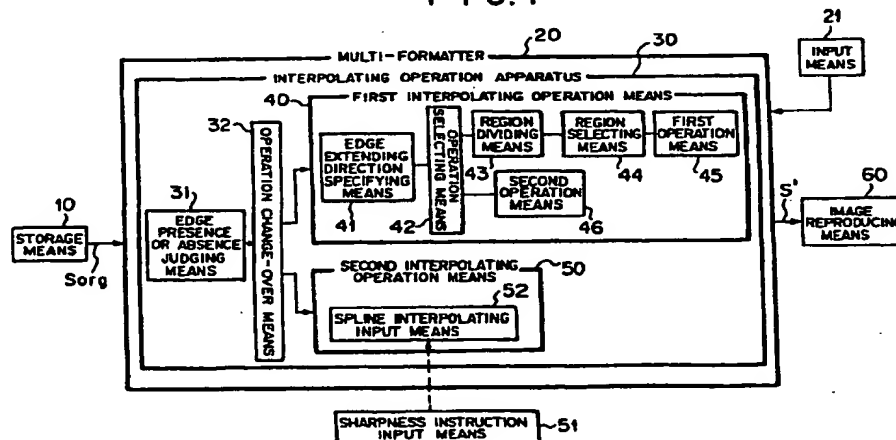 FIG. 1
20
21
MULTI-FORMATTER
30
INPUT
MEANS
INTERPOLATING OPERATION APPARATUS
40
FIRST INTERPOLATING OPERATION MEANS
32
OPERATION CHANGE-OVER MEANS
EDGE
EXTENDING
DIRECTION
SPECIFYING
MEANS
41
OPERATION
SELECTING MEANS
42
REGION
DIVIDING
MEANS
43
REGION
SELECTING
MEANS
44
FIRST
OPERATION
MEANS
45
SECOND
OPERATION
MEANS
46
31
EDGE
PRESENCE
OR ABSENCE
JUDGING
MEANS
10
STORAGE
MEANS
Sorg
S'
60
IMAGE
REPRODUCING
MEANS
SECOND INTERPOLATING
OPERATION MEANS
50
52
SPLINE INTERPOLATING
INPUT MEANS
SHARPNESS INSTRUCTION
INPUT MEANS
51